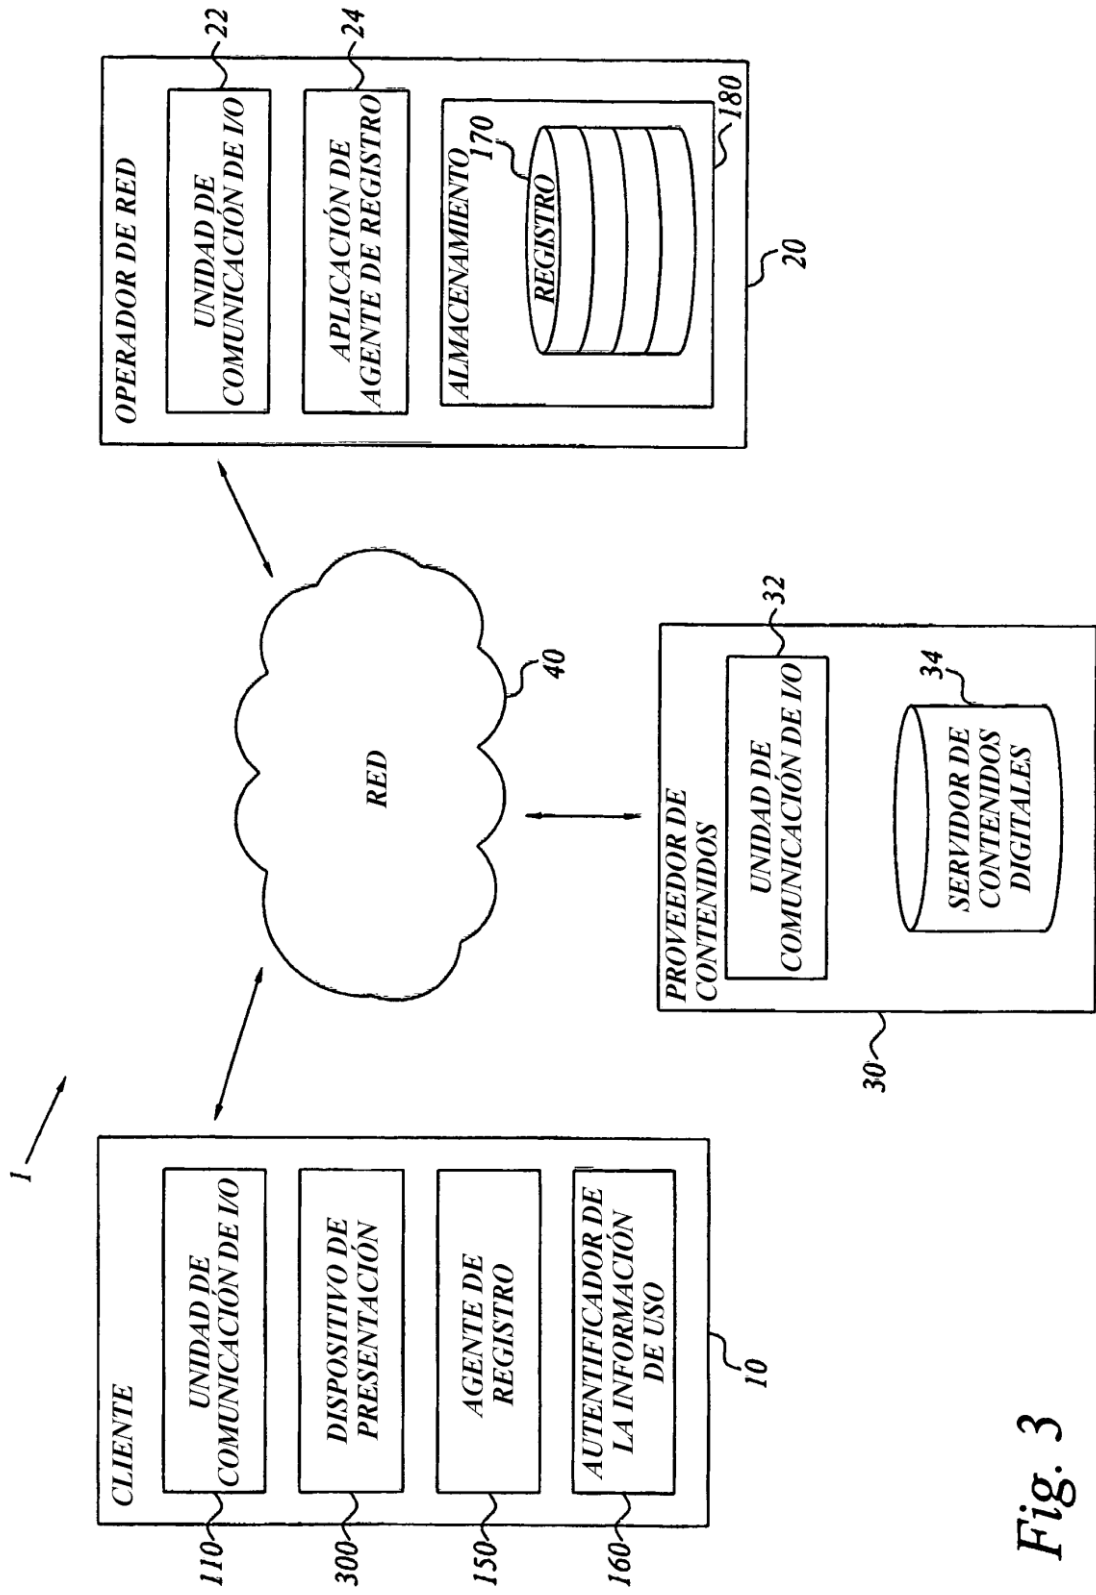 1
CLIENTE
UNIDAD DE
COMUNICACIÓN DE I/O
110
DISPOSITIVO DE
PRESENTACIÓN
300
AGENTE DE
REGISTRO
150
AUTENTIFICADOR DE
LA INFORMACIÓN
DE USO
160
10
RED
40
OPERADOR DE RED
UNIDAD DE
COMUNICACIÓN DE I/O
22
APLICACIÓN DE
AGENTE DE REGISTRO
24
ALMACENAMIENTO
REGISTRO
170
180
20
PROVEEDOR DE
CONTENIDOS
UNIDAD DE
COMUNICACIÓN DE I/O
32
SERVIDOR DE
CONTENIDOS
DIGITALES
34
30
Fig. 3